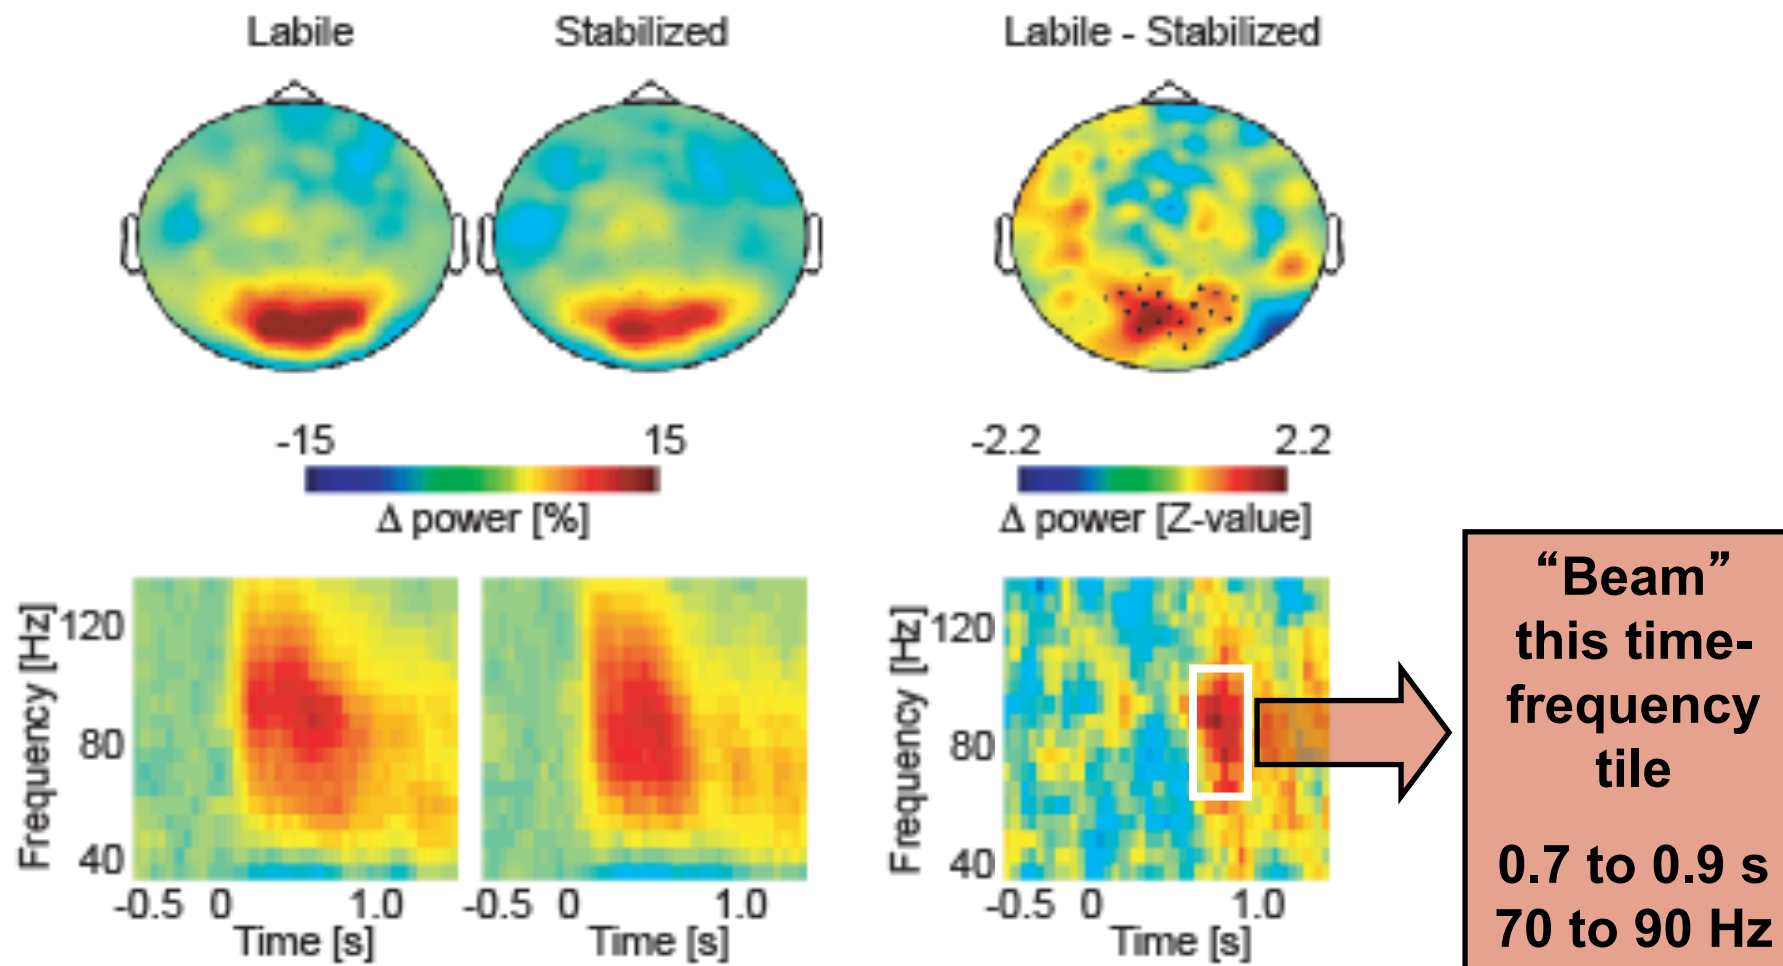 Labile
Stabilized
Labile - Stabilized
-15 15
Δ power [%]
-2.2 2.2
Δ power [Z-value]
Frequency [Hz]
120
80
40
-0.5 0 1.0
Time [s]
-0.5 0 1.0
Time [s]
Frequency [Hz]
120
80
40
-0.5 0 1.0
Time [s]
“Beam”
this time-
frequency
tile
0.7 to 0.9 s
70 to 90 Hz